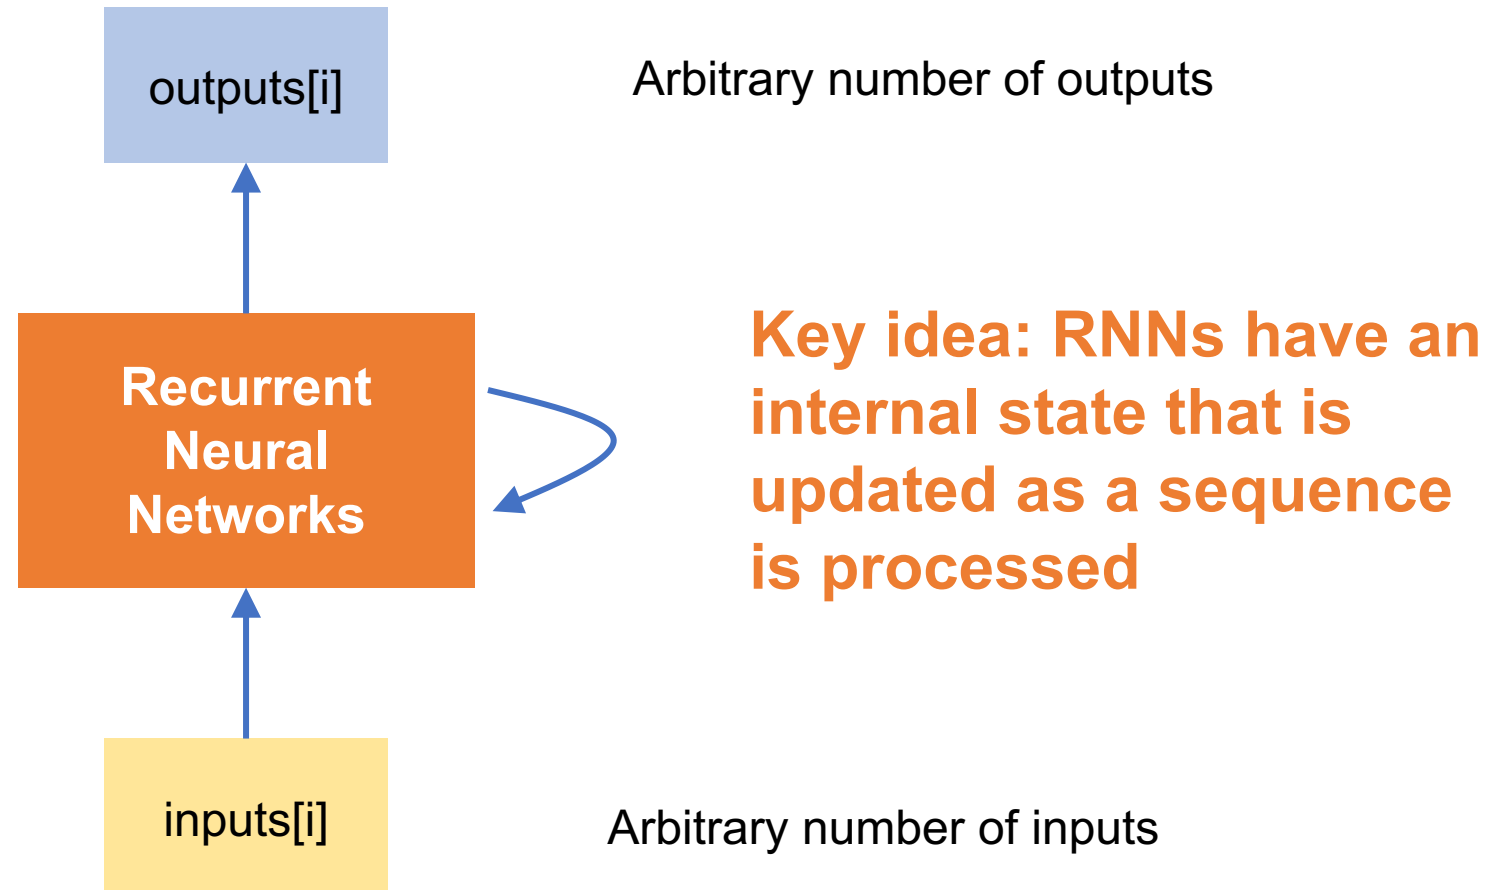 outputs[i]
Arbitrary number of outputs
Recurrent
Neural
Networks
Key idea: RNNs have an
internal state that is
updated as a sequence
is processed
inputs[i]
Arbitrary number of inputs